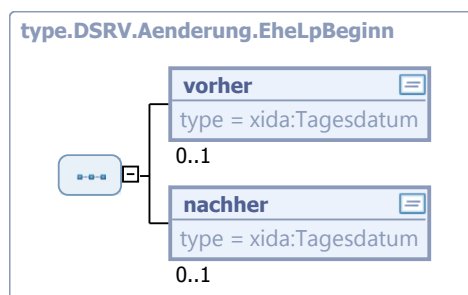 type.DSRV.Aenderung.EheLpBeginn
vorher
type = xida:Tagesdatum
0..1
nachher
type = xida:Tagesdatum
0..1